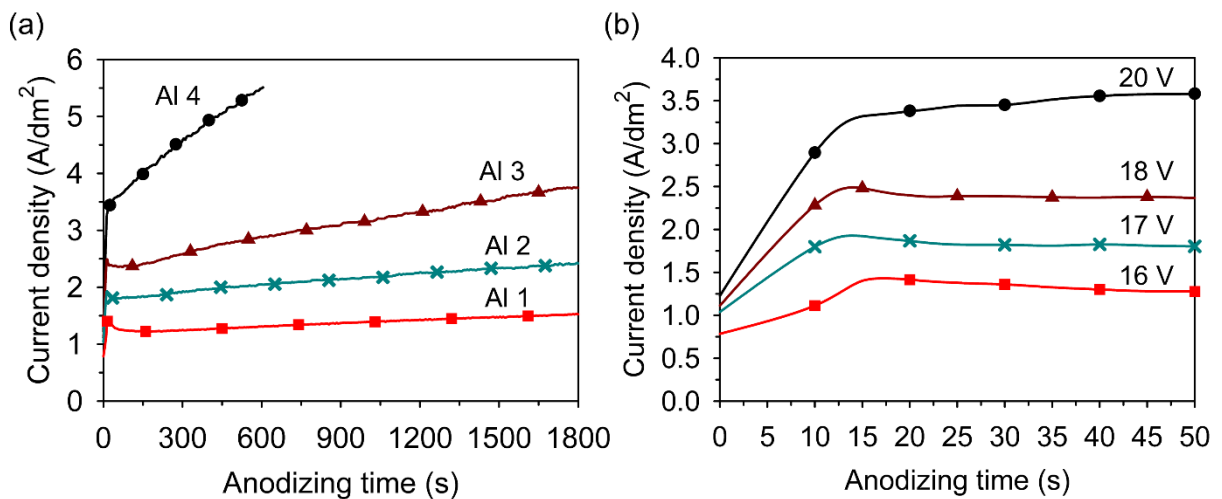 (a)
Current density (A/dm²)
6
5
4
3
2
1
0
Al 4
Al 3
Al 2
Al 1
0 300 600 900 1200 1500 1800
Anodizing time (s)
(b)
Current density (A/dm²)
4.0
3.5
3.0
2.5
2.0
1.5
1.0
0.5
0.0
20 V
18 V
17 V
16 V
0 5 10 15 20 25 30 35 40 45 50
Anodizing time (s)